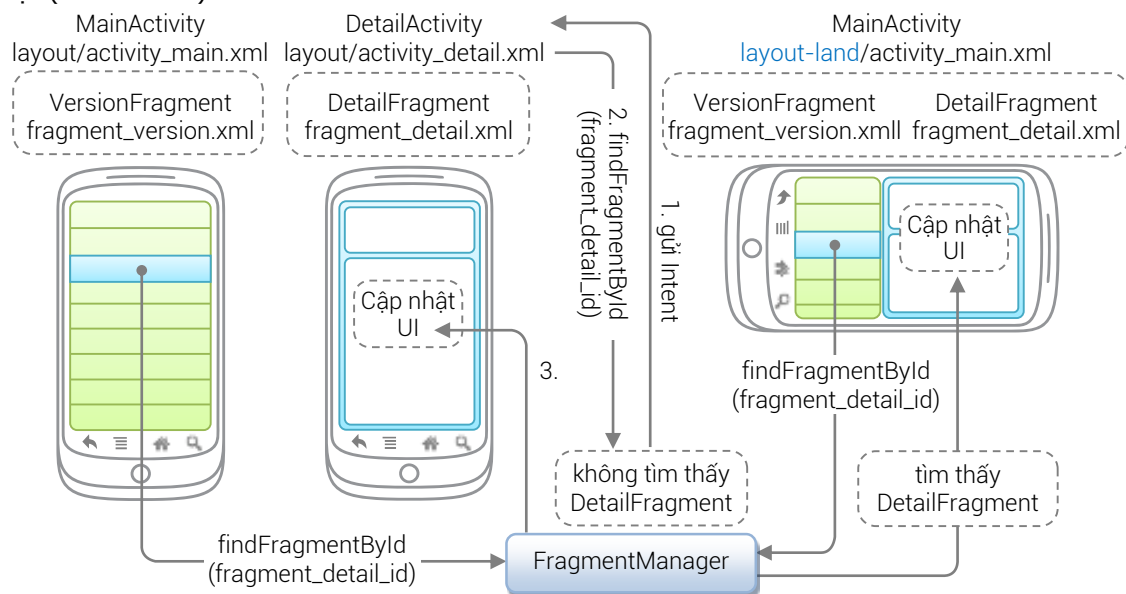 MainActivity
layout/activity_main.xml
VersionFragment
fragment_version.xml
DetailActivity
layout/activity_detail.xml
DetailFragment
fragment_detail.xml
Cập nhật
UI
3.
2. findFragmentById
(fragment_detail_id)
1. gửi Intent
MainActivity
layout-land/activity_main.xml
VersionFragment
fragment_version.xmll
DetailFragment
fragment_detail.xml
Cập nhật
UI
findFragmentById
(fragment_detail_id)
không tìm thấy
DetailFragment
tìm thấy
DetailFragment
findFragmentById
(fragment_detail_id)
FragmentManager